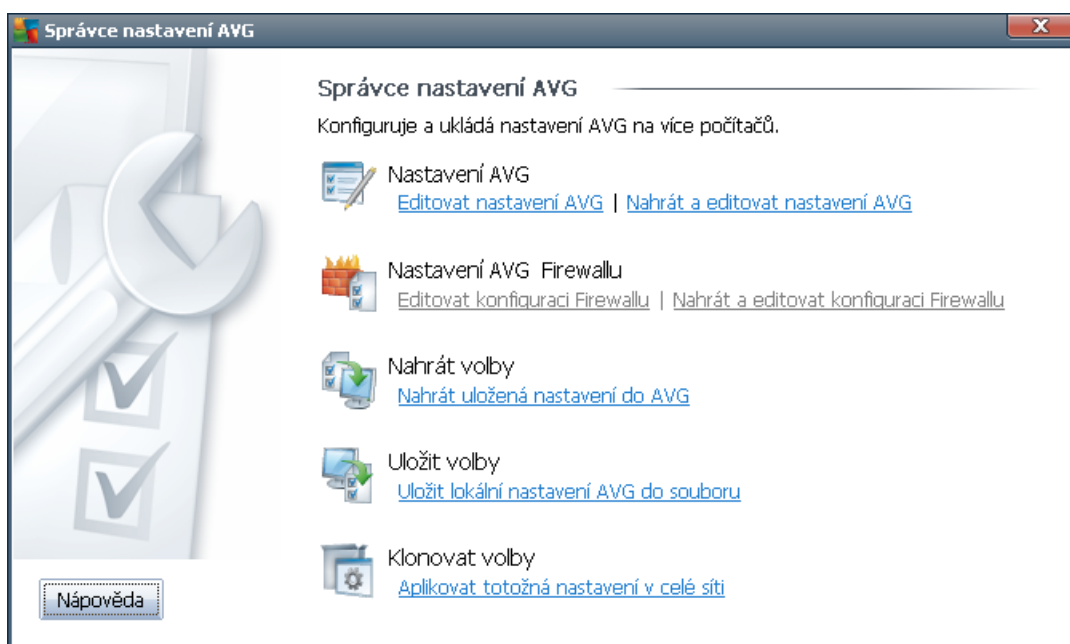 Správce nastavení AVG
Správce nastavení AVG
Konfiguruje a ukládá nastavení AVG na více počítačů.
Nastavení AVG
Editovat nastavení AVG | Nahrát a editovat nastavení AVG
Nastavení AVG Firewallu
Editovat konfiguraci Firewallu | Nahrát a editovat konfiguraci Firewallu
Nahrát volby
Nahrát uložená nastavení do AVG
Uložit volby
Uložit lokální nastavení AVG do souboru
Klonovat volby
Aplikovat totožná nastavení v celé síti
Nápověda